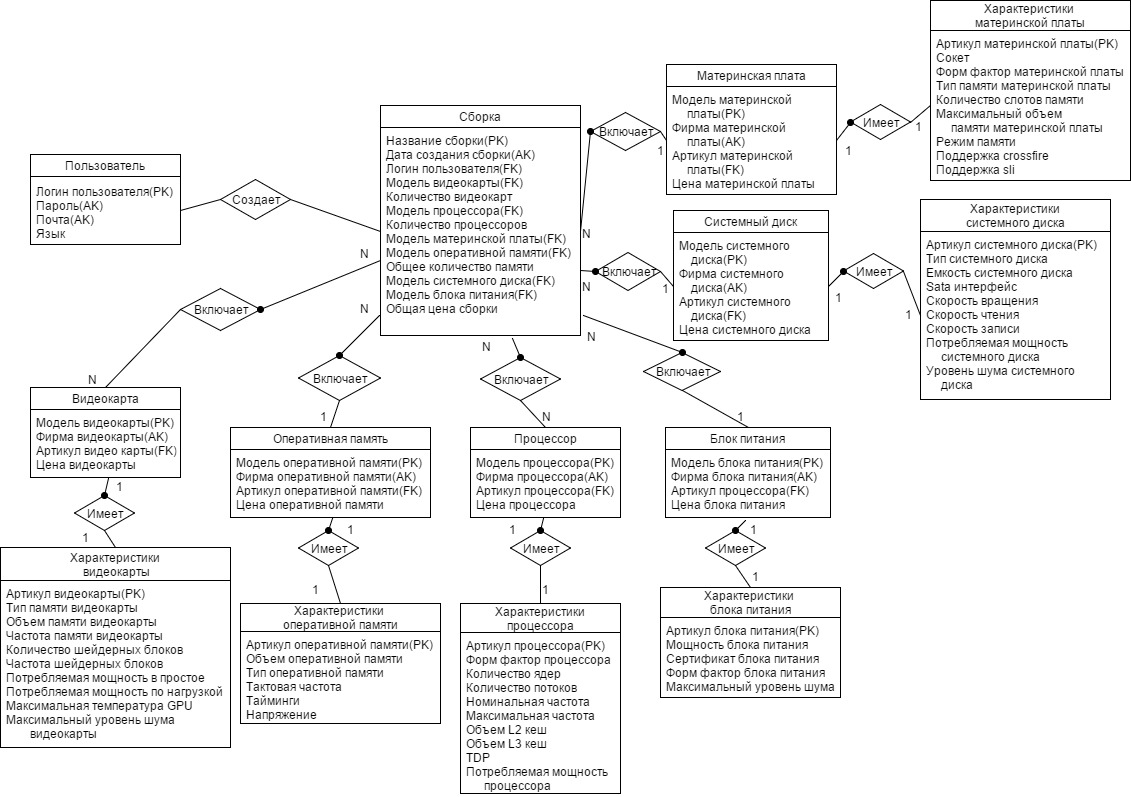 Характеристики
материнской платы
Артикул материнской платы(PK)
Сокет
Форм фактор материнской платы
Тип памяти материнской платы
Количество слотов памяти
Максимальный объем
памяти материнской платы
Режим памяти
Поддержка crossfire
Поддержка sli
Материнская плата
Модель материнской
платы(PK)
Фирма материнской
платы(AK)
Артикул материнской
платы(FK)
Цена материнской платы
Имеет
1
1
Включает
1
N
Сборка
Название сборки(PK)
Дата создания сборки(AK)
Логин пользователя(FK)
Модель видеокарты(FK)
Количество видеокарт
Модель процессора(FK)
Количество процессоров
Модель материнской платы(FK)
Модель оперативной памяти(FK)
Общее количество памяти
Модель системного диска(FK)
Модель блока питания(FK)
Общая цена сборки
Пользователь
Логин пользователя(PK)
Пароль(AK)
Почта(AK)
Язык
Создает
Системный диск
Модель системного
диска(PK)
Фирма системного
диска(AK)
Артикул системного
диска(FK)
Цена системного диска
Включает
N
1
Имеет
1
1
Характеристики
системного диска
Артикул системного диска(PK)
Тип системного диска
Емкость системного диска
Sata интерфейс
Скорость вращения
Скорость чтения
Скорость записи
Потребляемая мощность
системного диска
Уровень шума системного
диска
N
Включает
N
N
Включает
1
N
Включает
N
N
Включает
1
Видеокарта
Модель видеокарты(PK)
Фирма видеокарты(AK)
Артикул видео карты(FK)
Цена видеокарты
Оперативная память
Модель оперативной памяти(PK)
Фирма оперативной памяти(AK)
Артикул оперативной памяти(FK)
Цена оперативной памяти
Процессор
Модель процессора(PK)
Фирма процессора(AK)
Артикул процессора(FK)
Цена процессора
Блок питания
Модель блока питания(PK)
Фирма блока питания(AK)
Артикул процессора(FK)
Цена блока питания
1
Имеет
1
1
Имеет
1
1
Имеет
1
1
Имеет
1
Характеристики
видеокарты
Артикул видеокарты(PK)
Тип памяти видеокарты
Объем памяти видеокарты
Частота памяти видеокарты
Количество шейдерных блоков
Частота шейдерных блоков
Потребляемая мощность в простое
Потребляемая мощность по нагрузкой
Максимальная температура GPU
Максимальный уровень шума
видеокарты
Характеристики
оперативной памяти
Артикул оперативной памяти(PK)
Объем оперативной памяти
Тип оперативной памяти
Тактовая частота
Тайминги
Напряжение
Характеристики
процессора
Артикул процессора(PK)
Форм фактор процессора
Количество ядер
Количество потоков
Номинальная частота
Максимальная частота
Объем L2 кеш
Объем L3 кеш
TDP
Потребляемая мощность
процессора
Характеристики
блока питания
Артикул блока питания(PK)
Мощность блока питания
Сертификат блока питания
Форм фактор блока питания
Максимальный уровень шума